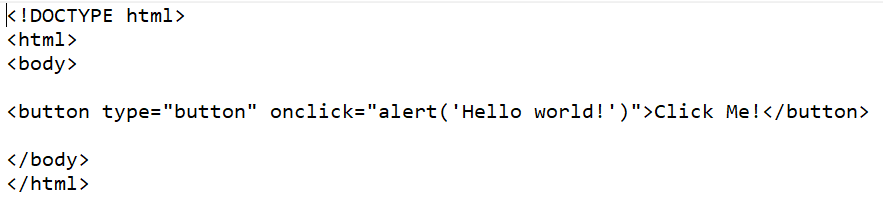 <!DOCTYPE html>
<html>
<body>

<button type="button" onclick="alert('Hello world!')">Click Me!</button>

</body>
</html>